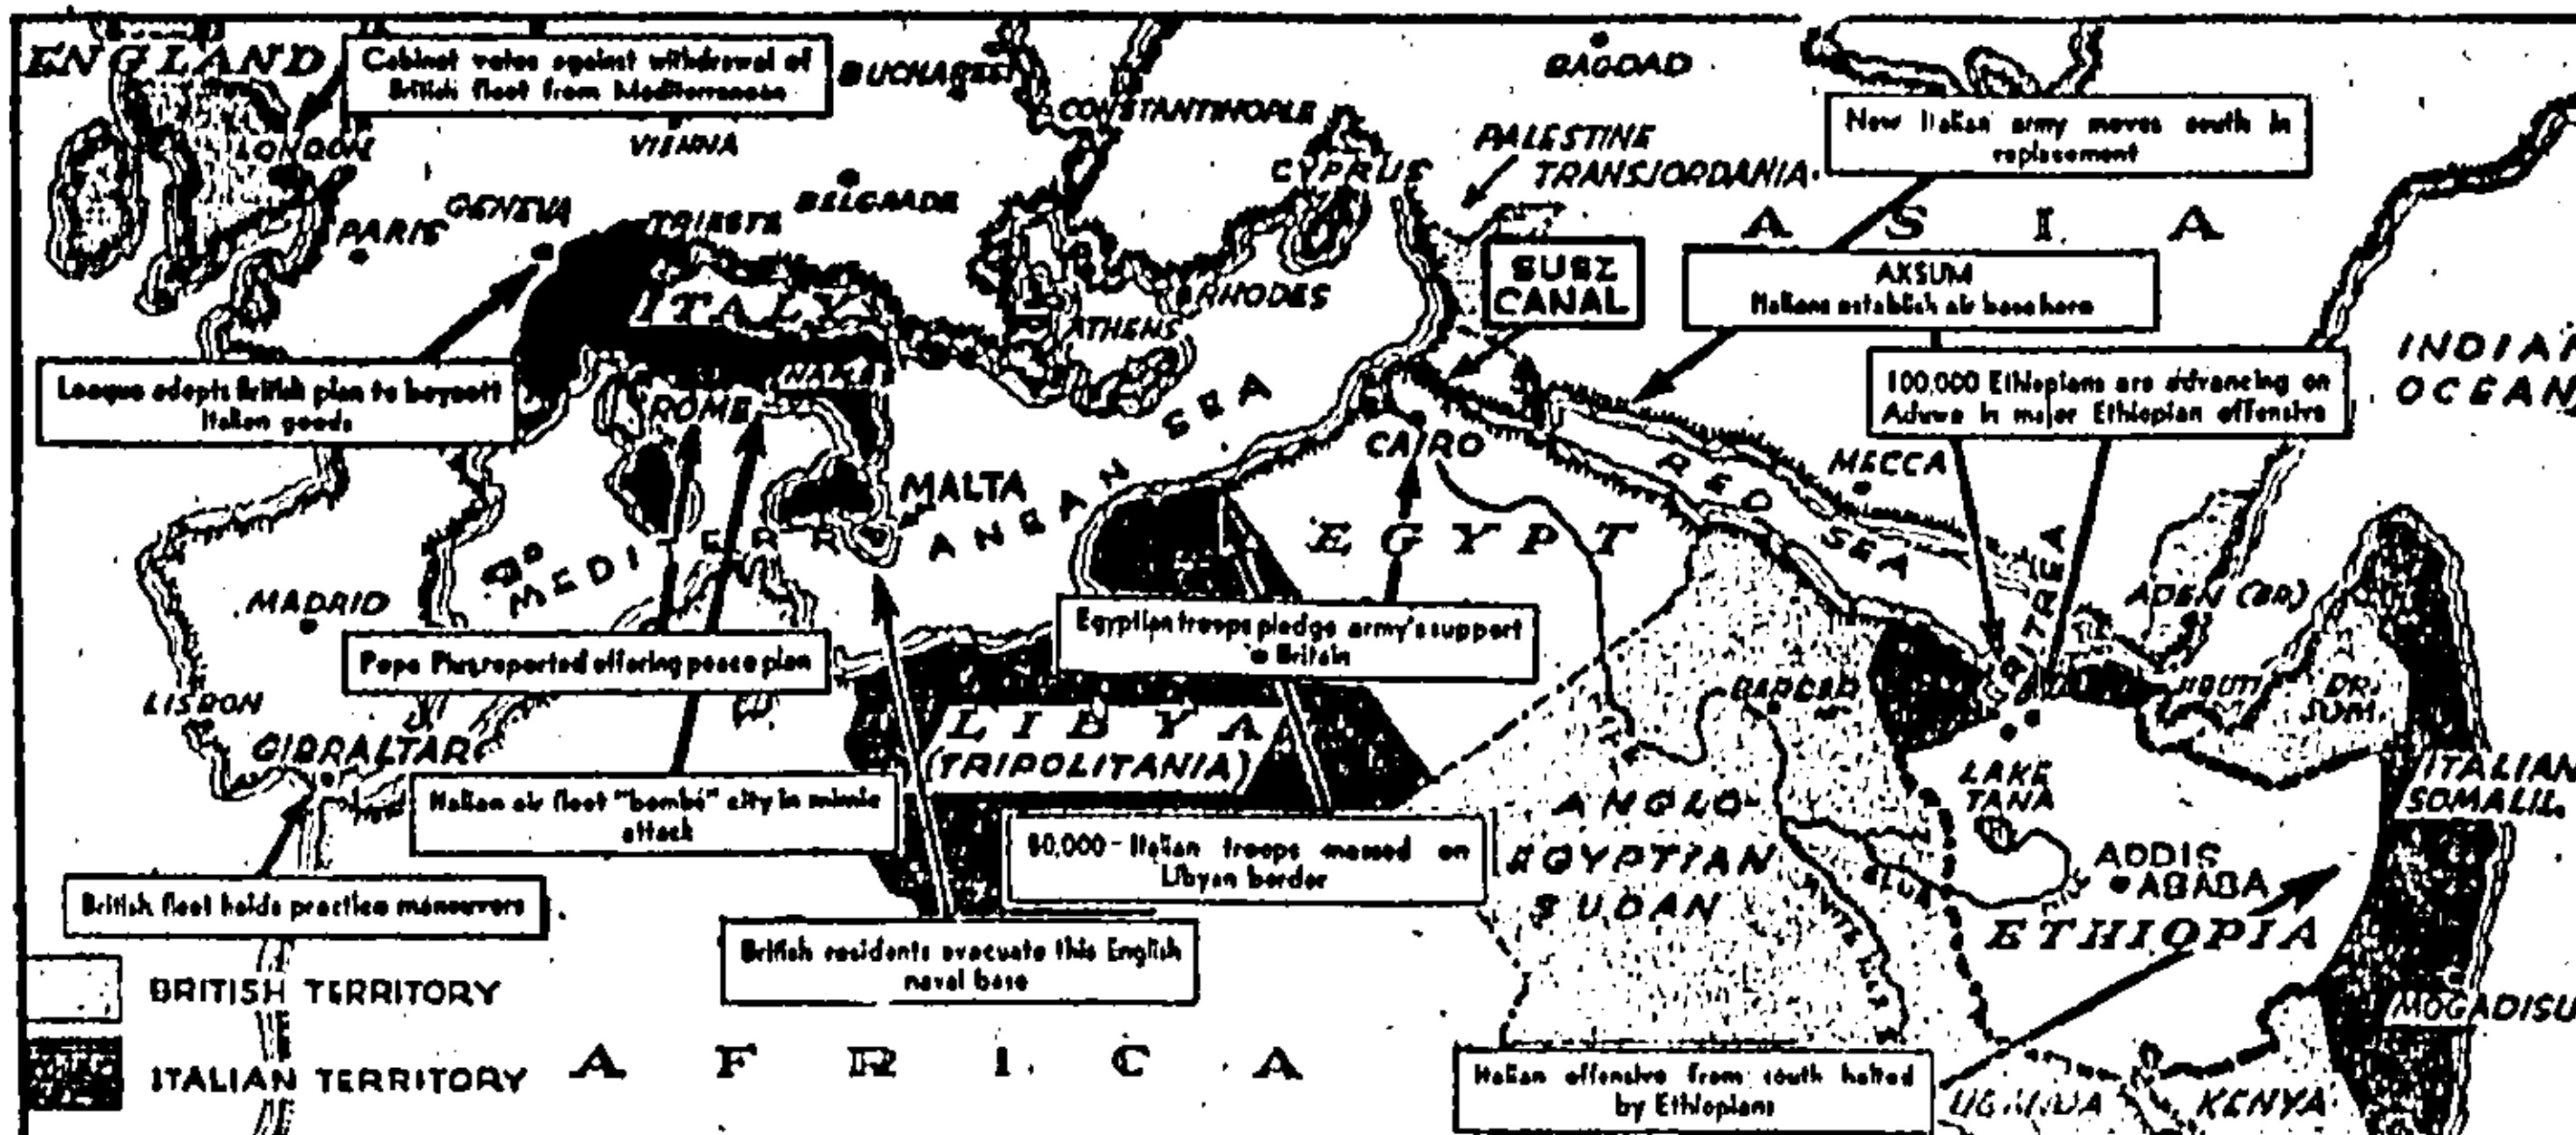 ENGLAND
Cabinet votes against withdrawal of
British fleet from Mediterranean
LONDON
VIENNA
BUCHAREST
CONSTANTINOPLE
BAGDAD
New Italian army moves south in
replacement
PALESTINE
TRANSJORDANIA
CYPRUS
PARIS
GENEVA
TRIESTE
BELGRADE
A S I A
ITALY
RHODES
ATHENS
SUEZ
CANAL
AXSUM
Italians establish air base here
100,000 Ethiopians are advancing on
Aduwa in major Ethiopian offensive
INDIAN
OCEAN
League adopts British plan to boycott
Italian goods
ROME
MALTA
MEDITERRANEAN SEA
CAIRO
RED SEA
MECCA
EGYPT
ERITREA
ADEN (BR)
MADRID
Pope Pius reported offering peace plan
Egyptian troops pledge army's support
to Britain
LISBON
GIBRALTAR
LIBYA
(TRIPOLITANIA)
BERBER
BR.
SOML.
Italian air fleet "bombs" city in mimic
attack
LAKE
TANA
ITALIAN
SOMALIL.
ANGLO-
EGYPTIAN
SUDAN
Italian troops massed on
Libyan border
British fleet holds practice maneuvers
ADDIS
ABABA
ETHIOPIA
BLUE
WHITE
British residents evacuate this English
naval base
BRITISH TERRITORY
ITALIAN TERRITORY
A F R I C A
MOGADISU
Italian offensive from south halted
by Ethiopians
UGANDA
KENYA